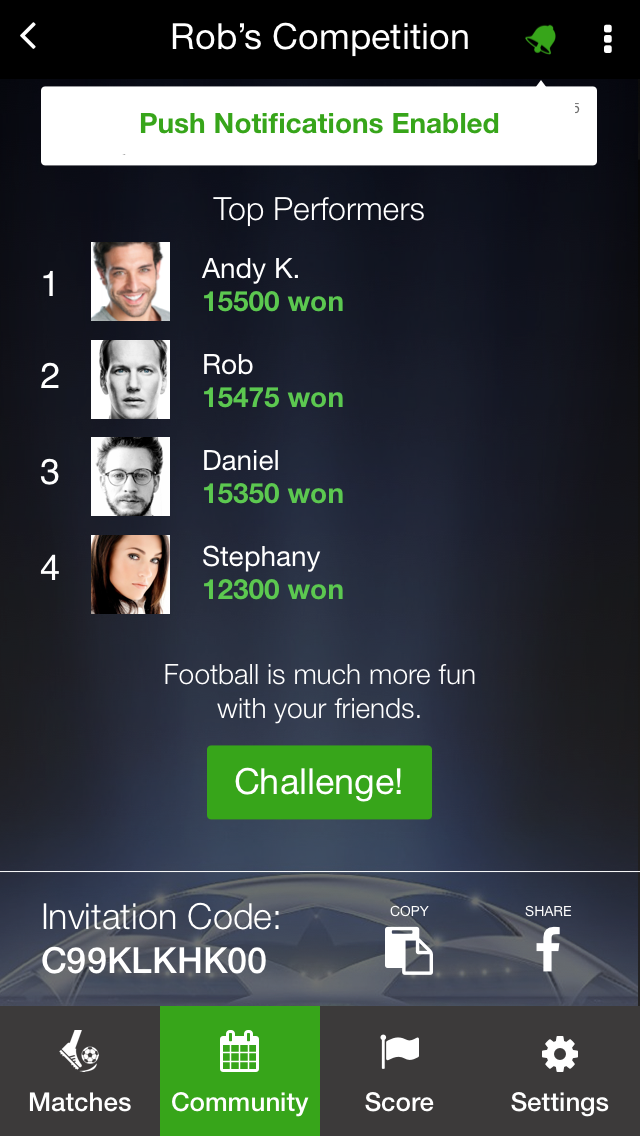 Rob's Competition
5
Push Notifications Enabled
Top Performers
1
Andy K.
15500 won
2
Rob
15475 won
3
Daniel
15350 won
4
Stephany
12300 won
Football is much more fun
with your friends.
Challenge!
Invitation Code:
C99KLKHK00
COPY
SHARE
Matches
Community
Score
Settings